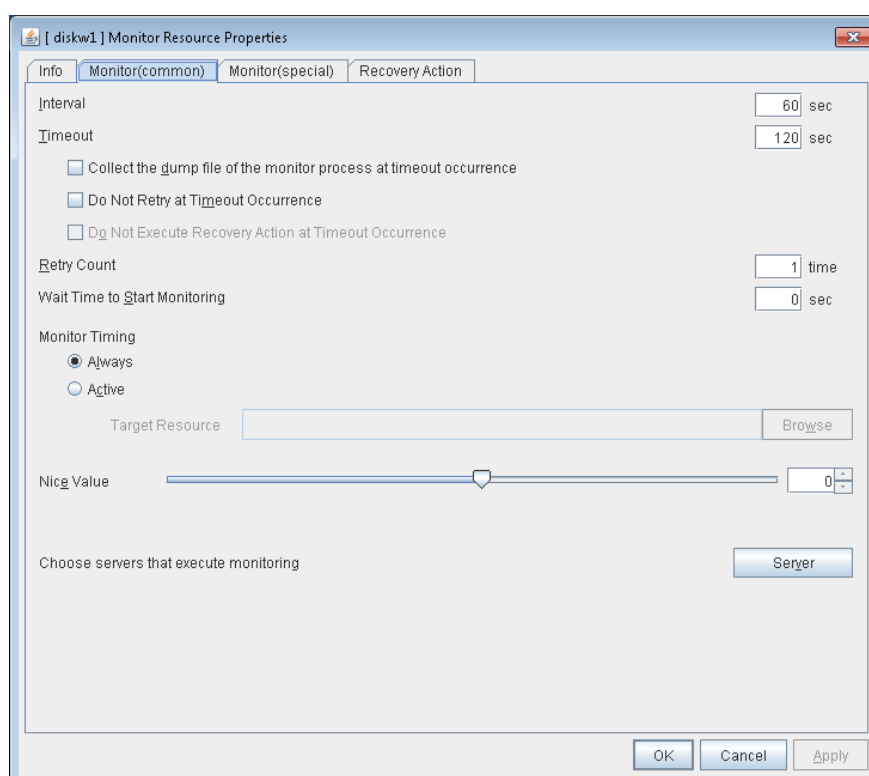 [ diskw1 ] Monitor Resource Properties
Info Monitor(common) Monitor(special) Recovery Action
Interval 60 sec
Timeout 120 sec
Collect the dump file of the monitor process at timeout occurrence
Do Not Retry at Timeout Occurrence
Do Not Execute Recovery Action at Timeout Occurrence
Retry Count 1 time
Wait Time to Start Monitoring 0 sec
Monitor Timing
Always
Active
Target Resource Browse
Nice Value 0
Choose servers that execute monitoring Server
OK Cancel Apply